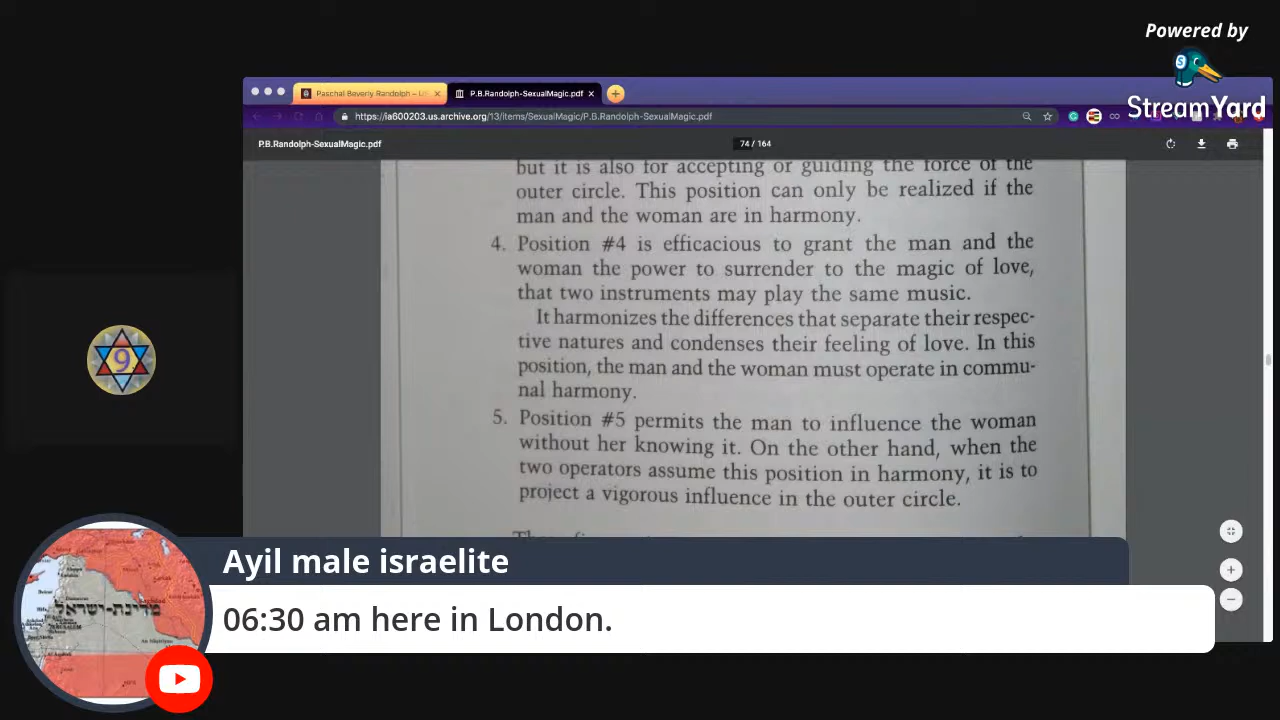 Powered by
StreamYard
Paschal Beverly Randolph – 
P.B.Randolph-SexualMagic.pdf
https://ia600203.us.archive.org/13/items/SexualMagic/P.B.Randolph-SexualMagic.pdf
P.B.Randolph-SexualMagic.pdf
74 / 164
but it is also for accepting or guiding the force of the
outer circle. This position can only be realized if the
man and the woman are in harmony.
4. Position #4 is efficacious to grant the man and the
woman the power to surrender to the magic of love,
that two instruments may play the same music.
It harmonizes the differences that separate their respec-
tive natures and condenses their feeling of love. In this
position, the man and the woman must operate in commu-
nal harmony.
5. Position #5 permits the man to influence the woman
without her knowing it. On the other hand, when the
two operators assume this position in harmony, it is to
project a vigorous influence in the outer circle.
9
Ayil male israelite
06:30 am here in London.
מדינת-ישראל